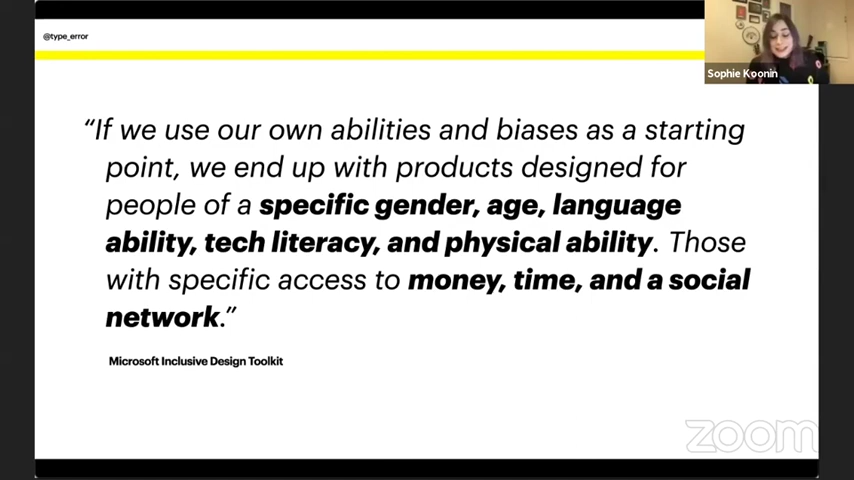 @type_error
Sophie Koonin
“If we use our own abilities and biases as a starting
point, we end up with products designed for
people of a specific gender, age, language
ability, tech literacy, and physical ability. Those
with specific access to money, time, and a social
network.”
Microsoft Inclusive Design Toolkit
zoom